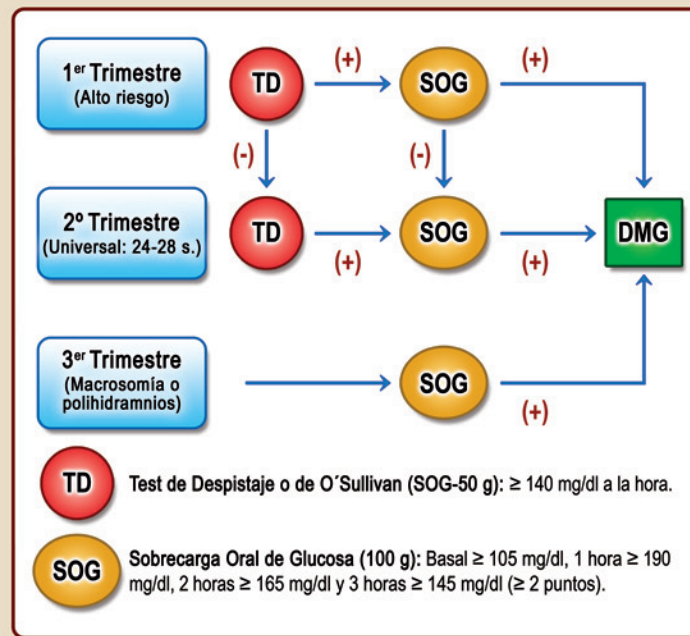 1er Trimestre
(Alto riesgo)
TD
(+)
SOG
(+)
(-)
(-)
2º Trimestre
(Universal: 24-28 s.)
TD
(+)
SOG
(+)
DMG
3er Trimestre
(Macrosomía o
polihidramnios)
SOG
(+)
TD
Test de Despistaje o de O´Sullivan (SOG-50 g): ≥ 140 mg/dl a la hora.
SOG
Sobrecarga Oral de Glucosa (100 g): Basal ≥ 105 mg/dl, 1 hora ≥ 190
mg/dl, 2 horas ≥ 165 mg/dl y 3 horas ≥ 145 mg/dl (≥ 2 puntos).